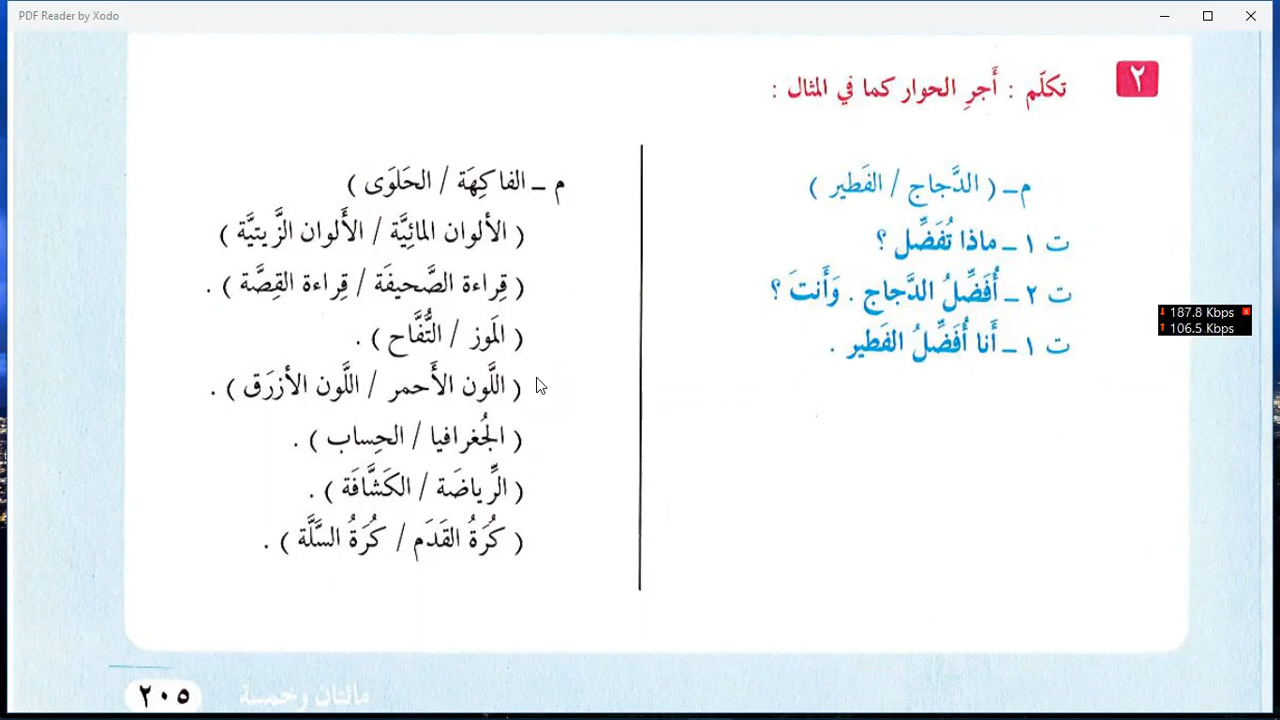 PDF Reader by Xodo
٢ تكلّم : أَجرِ الحوار كما في المثال :
م – ( الدَّجاج / الفَطير )
ت ١ – ماذا تُفَضِّل ؟
ت ٢ – أُفَضِّلُ الدَّجاج . وَأَنتَ ؟
ت ١ – أَنا أُفَضِّلُ الفَطير .
م – الفاكِهَة / الحَلوَى )
( الألوان المائِيَّة / الأَلوان الزَّيتيَّة )
( قِراءة الصَّحيفَة / قِراءة القِصَّة ) .
( المَوز / التُّفَّاح ) .
( اللَّون الأَحمر / اللَّون الأزرَق ) .
( الجُغرافيا / الحِساب ) .
( الرِّياضَة / الكَشَّافَة ) .
( كُرَةُ القَدَم / كُرَةُ السَّلَّة ) .
187.8 Kbps
106.5 Kbps
٢٠٥ مائتان وخمسة